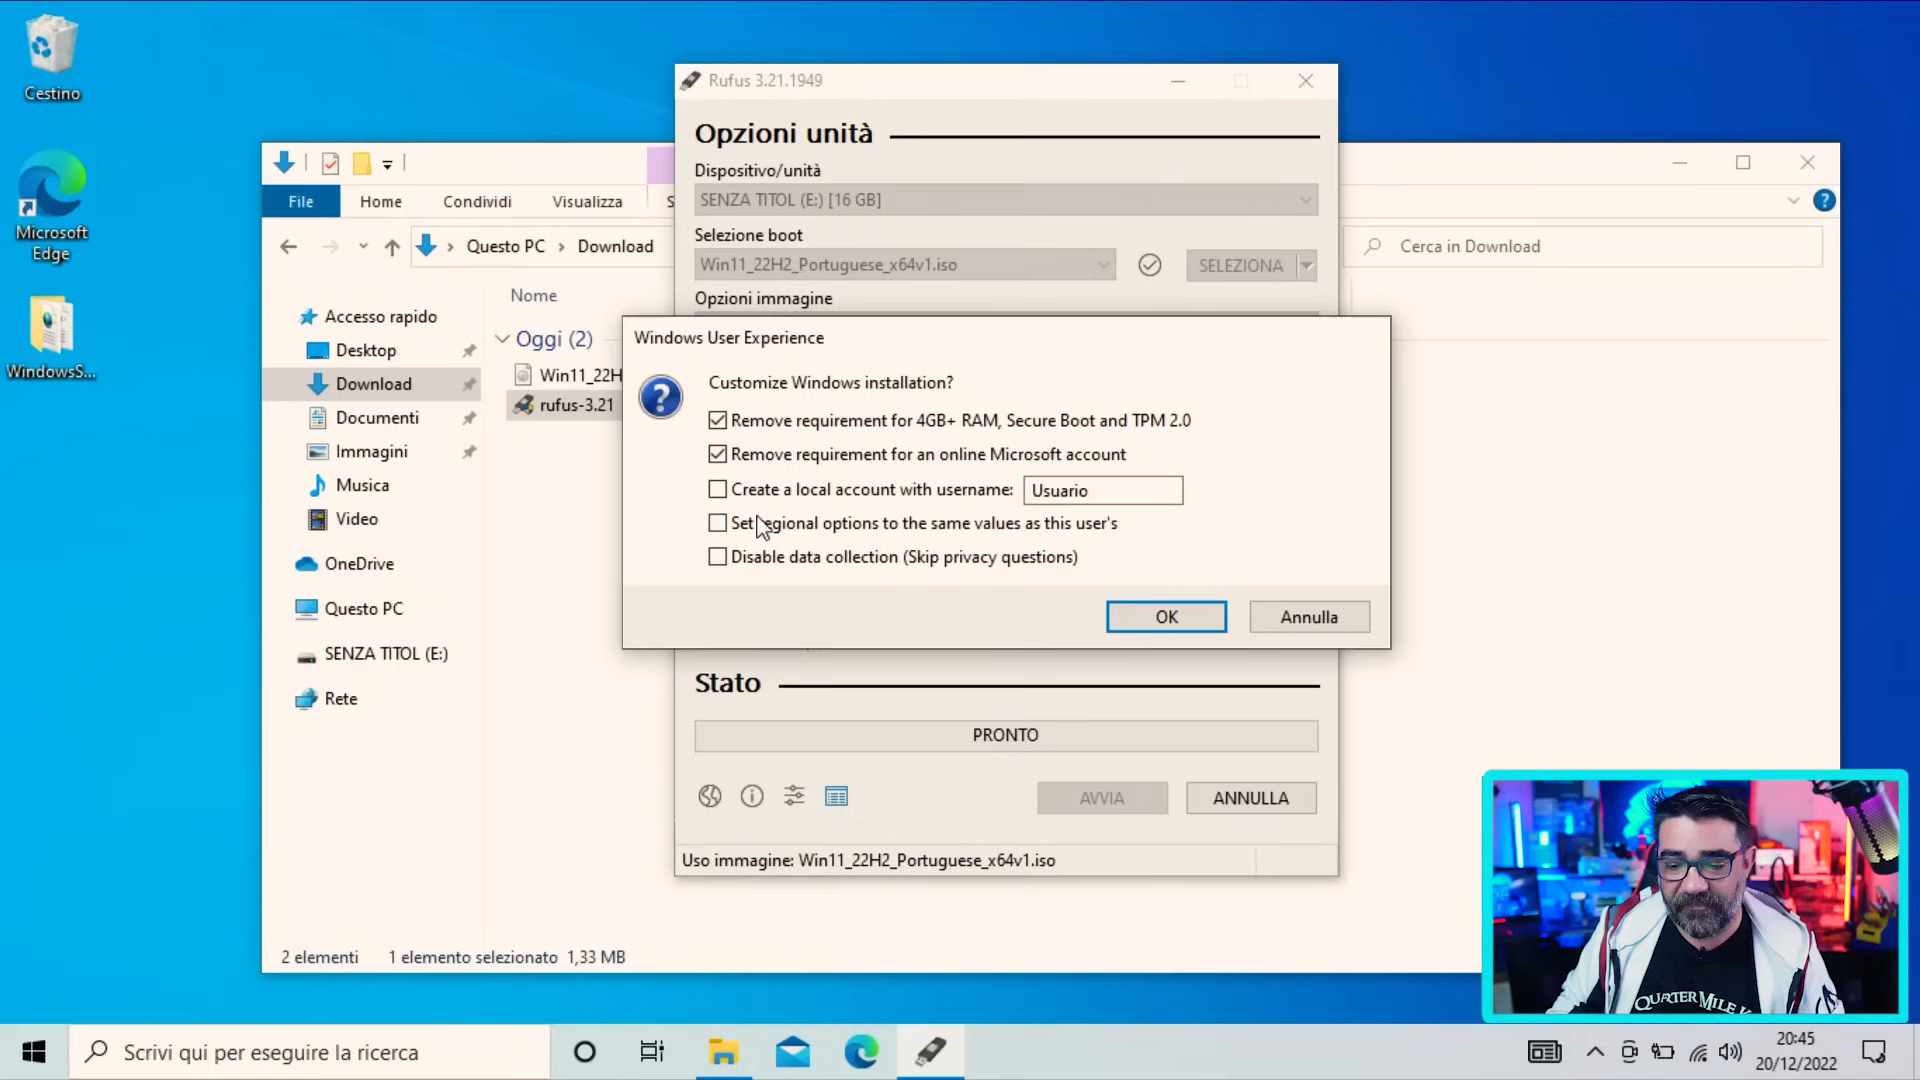 Cestino
Microsoft
Edge
WindowsS...
Rufus 3.21.1949
Opzioni unità
Dispositivo/unità
SENZA TITOL (E:) [16 GB]
Selezione boot
Win11_22H2_Portuguese_x64v1.iso
SELEZIONA
Opzioni immagine
File
Home
Condividi
Visualizza
S
Questo PC
Download
Cerca in Download
Nome
Accesso rapido
Desktop
Download
Documenti
Immagini
Musica
Video
OneDrive
Questo PC
SENZA TITOL (E:)
Rete
Oggi (2)
Win11_22H
rufus-3.21
Windows User Experience
Customize Windows installation?
Remove requirement for 4GB+ RAM, Secure Boot and TPM 2.0
Remove requirement for an online Microsoft account
Create a local account with username: Usuario
Set regional options to the same values as this user's
Disable data collection (Skip privacy questions)
OK
Annulla
Stato
PRONTO
AVVIA
ANNULLA
Uso immagine: Win11_22H2_Portuguese_x64v1.iso
2 elementi
1 elemento selezionato 1,33 MB
QUARTER MILE
Scrivi qui per eseguire la ricerca
20:45
20/12/2022